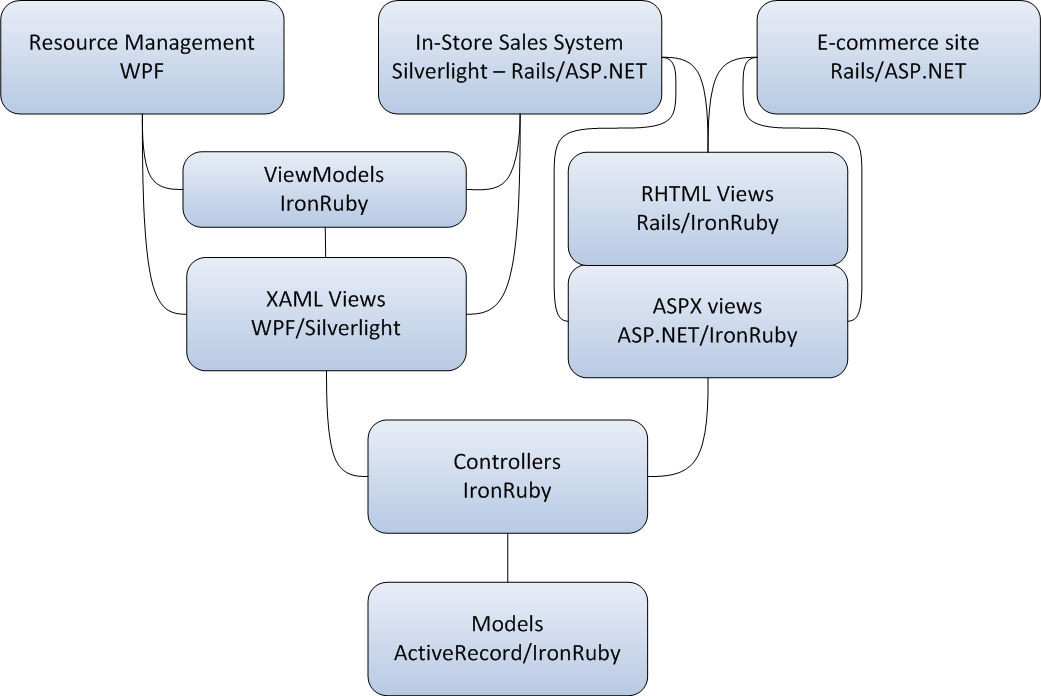 Resource Management
WPF
In-Store Sales System
Silverlight – Rails/ASP.NET
E-commerce site
Rails/ASP.NET
ViewModels
IronRuby
RHTML Views
Rails/IronRuby
XAML Views
WPF/Silverlight
ASPX views
ASP.NET/IronRuby
Controllers
IronRuby
Models
ActiveRecord/IronRuby